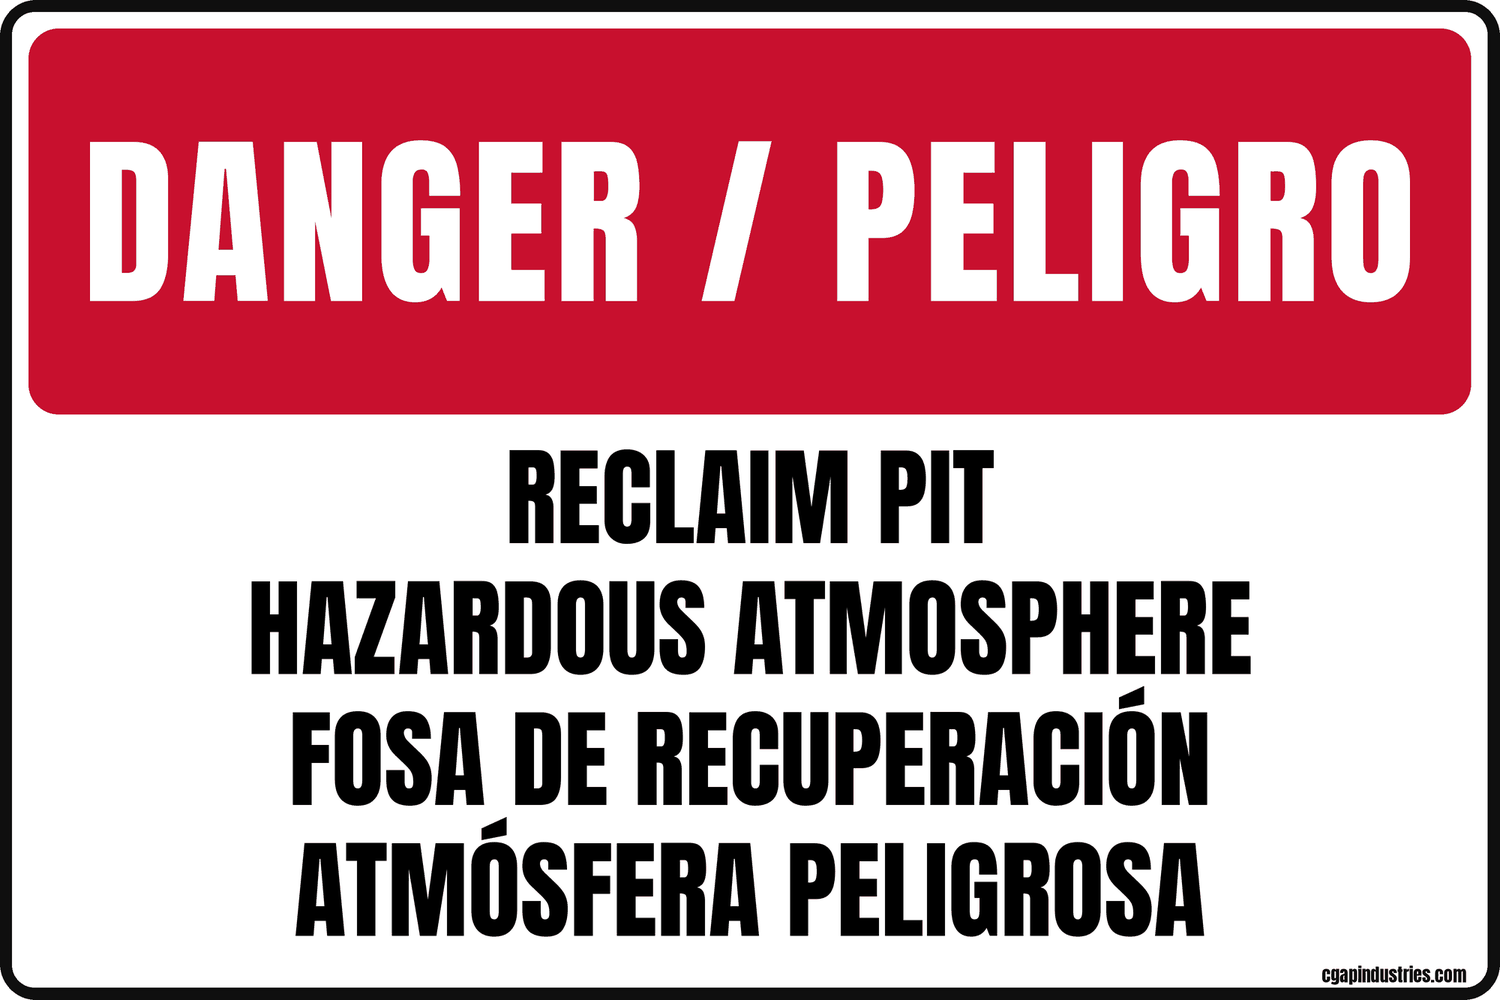 DANGER / PELIGRO
RECLAIM PIT
HAZARDOUS ATMOSPHERE
FOSA DE RECUPERACIÓN
ATMÓSFERA PELIGROSA
cgapindustries.com